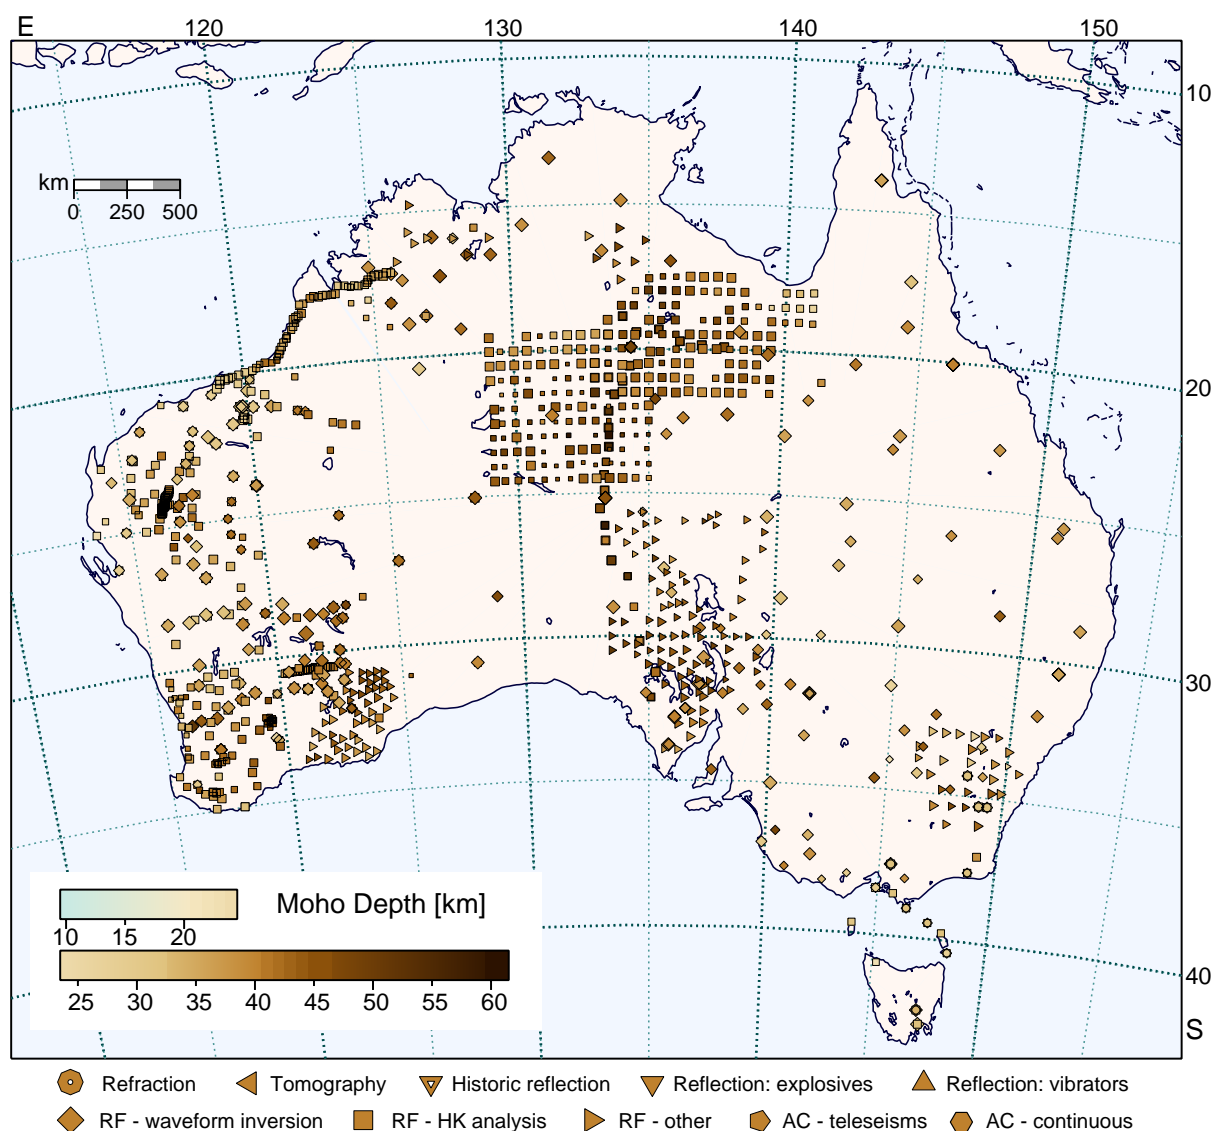 E 120 130 140 150
10
km
0 250 500
20
30
Moho Depth [km]
10 15 20
25 30 35 40 45 50 55 60
40
S
Refraction Tomography Historic reflection Reflection: explosives Reflection: vibrators
RF - waveform inversion RF - HK analysis RF - other AC - teleseisms AC - continuous